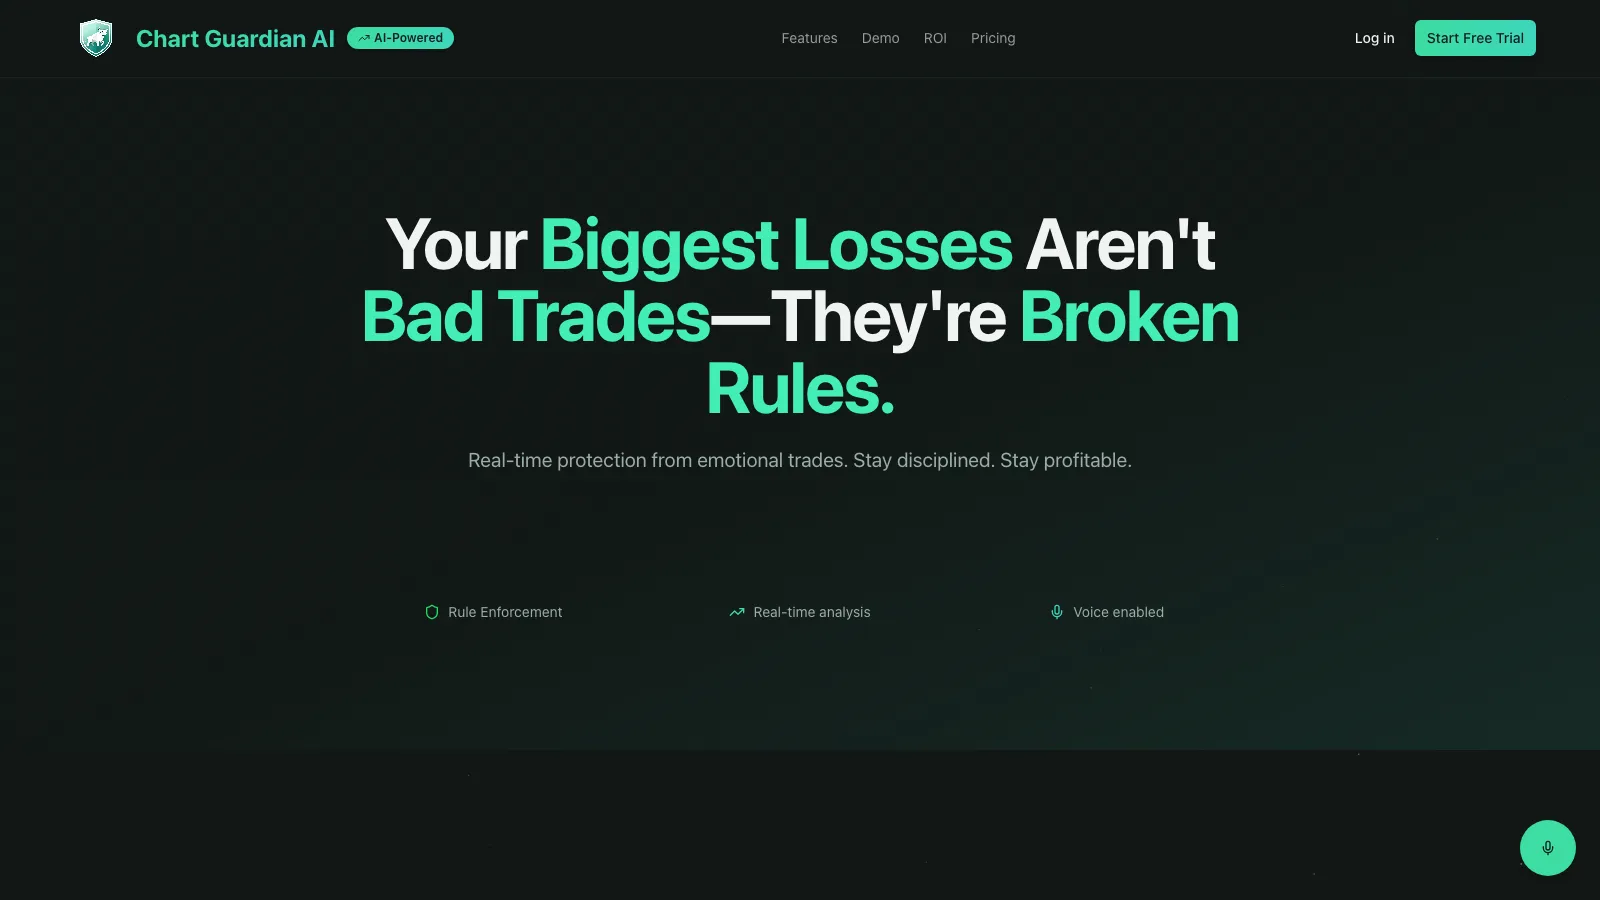 Chart Guardian AI
AI-Powered
Features
Demo
ROI
Pricing
Log in
Start Free Trial
Your Biggest Losses Aren't
Bad Trades—They're Broken
Rules.
Real-time protection from emotional trades. Stay disciplined. Stay profitable.
Rule Enforcement
Real-time analysis
Voice enabled